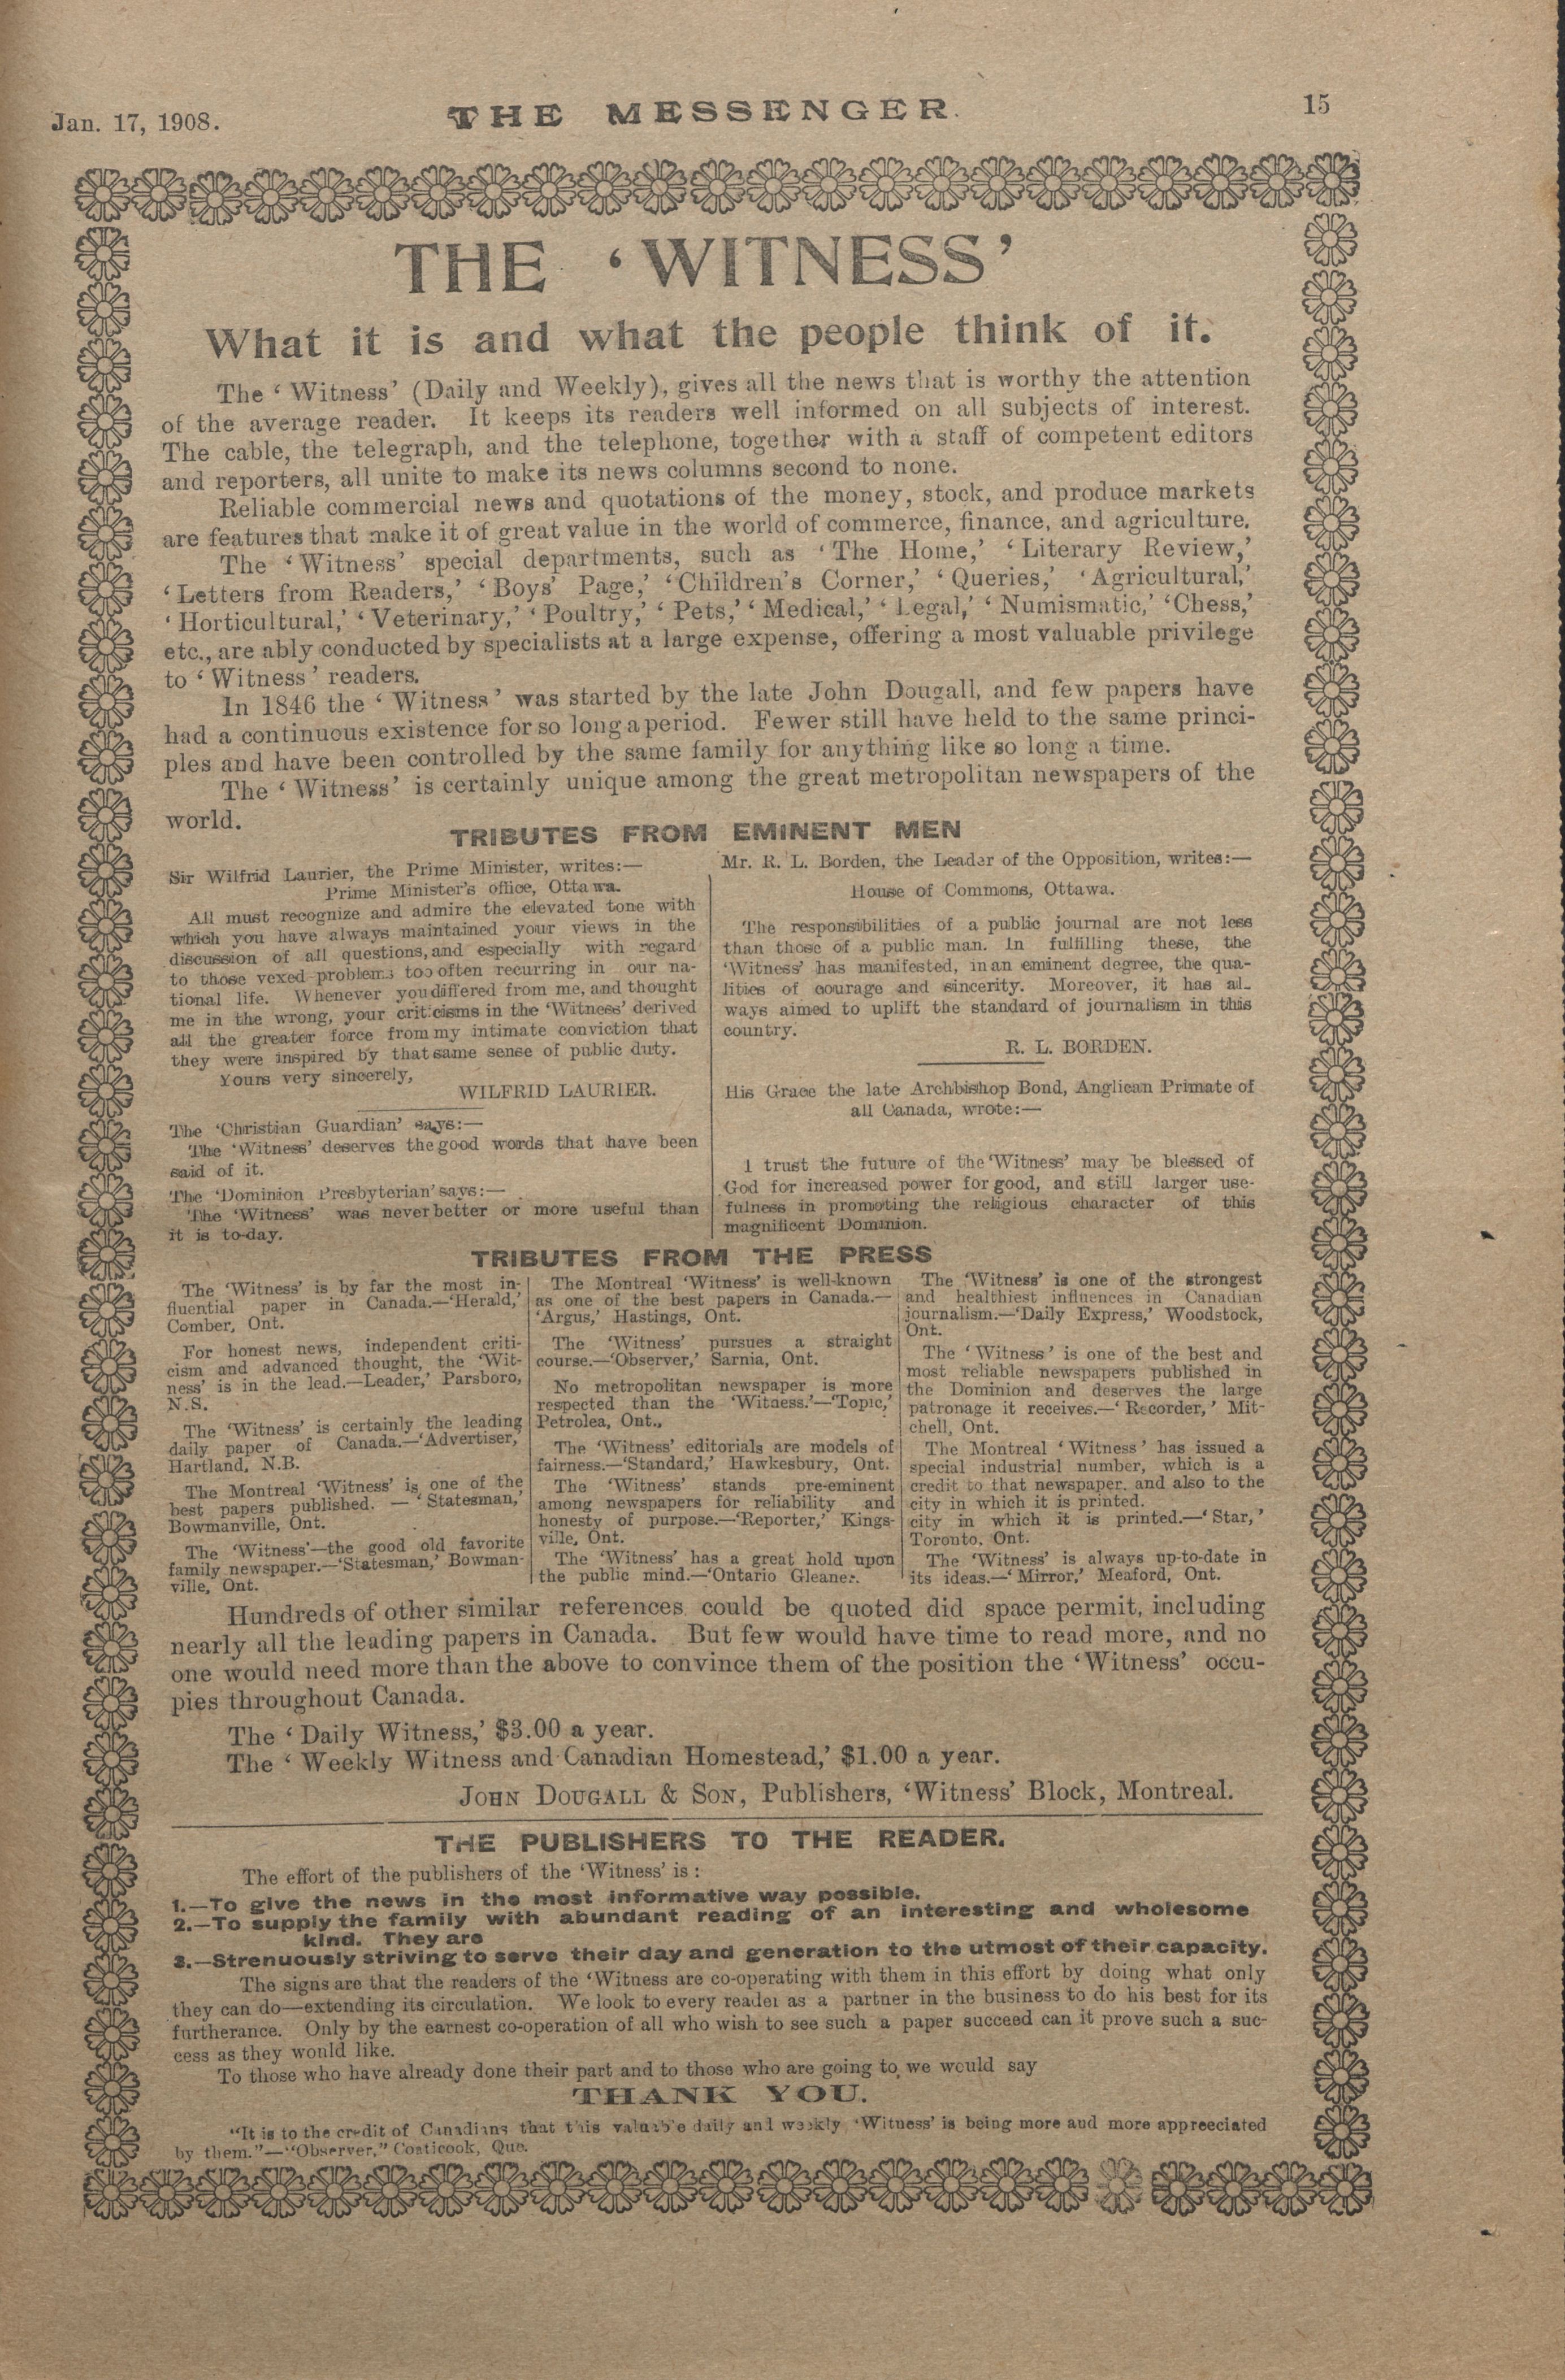 Jan. 17, 1908.
THE MESSENGER.
15
THE 'WITNESS'
What it is and what the people think of it.
The 'Witness' (Daily and Weekly), gives all the news that is worthy the attention
of the average reader. It keeps its readers well informed on all subjects of interest.
The cable, the telegraph, and the telephone, together with a staff of competent editors
and reporters, all unite to make its news columns second to none.
Reliable commercial news and quotations of the money, stock, and produce markets
are features that make it of great value in the world of commerce, finance, and agriculture.
The 'Witness' special departments, such as 'The Home,' 'Literary Review,'
'Letters from Readers,' 'Boys' Page,' 'Children's Corner,' 'Queries,' 'Agricultural,'
'Horticultural,' 'Veterinary,' 'Poultry,' 'Pets,' 'Medical,' 'Legal,' 'Numismatic,' 'Chess,'
etc., are ably conducted by specialists at a large expense, offering a most valuable privilege
to 'Witness' readers.
In 1846 the 'Witness' was started by the late John Dougall, and few papers have
had a continuous existence for so long a period. Fewer still have held to the same princi-
ples and have been controlled by the same family for anything like so long a time.
The 'Witness' is certainly unique among the great metropolitan newspapers of the
world.
TRIBUTES FROM EMINENT MEN
Sir Wilfrid Laurier, the Prime Minister, writes:—
Prime Minister's office, Ottawa.
All must recognize and admire the elevated tone with
which you have always maintained your views in the
discussion of all questions, and especially with regard
to those vexed problems too often recurring in our na-
tional life. Whenever you differed from me, and thought
me in the wrong, your criticisms in the 'Witness' derived
all the greater force from my intimate conviction that
they were inspired by that same sense of public duty.
Yours very sincerely,
WILFRID LAURIER.
The 'Christian Guardian' says:—
The 'Witness' deserves the good words that have been
said of it.
The 'Dominion Presbyterian' says:—
The 'Witness' was never better or more useful than
it is to-day.
Mr. R. L. Borden, the Leader of the Opposition, writes:—
House of Commons, Ottawa.
The responsibilities of a public journal are not less
than those of a public man. In fulfilling these, the
'Witness' has manifested, in an eminent degree, the qua-
lities of courage and sincerity. Moreover, it has al-
ways aimed to uplift the standard of journalism in this
country.
R. L. BORDEN.
His Grace the late Archbishop Bond, Anglican Primate of
all Canada, wrote:—
I trust the future of the 'Witness' may be blessed of
God for increased power for good, and still larger use-
fulness in promoting the religious character of this
magnificent Dominion.
TRIBUTES FROM THE PRESS
The 'Witness' is by far the most in-
fluential paper in Canada.—'Herald,'
Comber, Ont.
For honest news, independent criti-
cism and advanced thought, the 'Wit-
ness' is in the lead.—Leader,' Parsboro,
N.S.
The 'Witness' is certainly the leading
daily paper of Canada.—'Advertiser,'
Hartland, N.B.
The Montreal 'Witness' is one of the
best papers published. — 'Statesman,'
Bowmanville, Ont.
The 'Witness'—the good old favorite
family newspaper.—'Statesman,' Bowman-
ville, Ont.
The Montreal 'Witness' is well-known
as one of the best papers in Canada.—
'Argus,' Hastings, Ont.
The 'Witness' pursues a straight
course.—'Observer,' Sarnia, Ont.
No metropolitan newspaper is more
respected than the 'Witness.'—'Topic,'
Petrolea, Ont.,
The 'Witness' editorials are models of
fairness.—'Standard,' Hawkesbury, Ont.
The 'Witness' stands pre-eminent
among newspapers for reliability and
honesty of purpose.—'Reporter,' Kings-
ville, Ont.
The 'Witness' has a great hold upon
the public mind.—'Ontario Gleaner.
The 'Witness' is one of the strongest
and healthiest influences in Canadian
journalism.—'Daily Express,' Woodstock,
Ont.
The 'Witness' is one of the best and
most reliable newspapers published in
the Dominion and deserves the large
patronage it receives.—'Recorder,' Mit-
chell, Ont.
The Montreal 'Witness' has issued a
special industrial number, which is a
credit to that newspaper, and also to the
city in which it is printed.
city in which it is printed.—'Star,'
Toronto, Ont.
The 'Witness' is always up-to-date in
its ideas.—'Mirror,' Meaford, Ont.
Hundreds of other similar references could be quoted did space permit, including
nearly all the leading papers in Canada. But few would have time to read more, and no
one would need more than the above to convince them of the position the 'Witness' occu-
pies throughout Canada.
The 'Daily Witness,' $3.00 a year.
The 'Weekly Witness and Canadian Homestead,' $1.00 a year.
JOHN DOUGALL & SON, Publishers, 'Witness' Block, Montreal.
THE PUBLISHERS TO THE READER.
The effort of the publishers of the 'Witness' is:
1.—To give the news in the most informative way possible.
2.—To supply the family with abundant reading of an interesting and wholesome
kind. They are
3.—Strenuously striving to serve their day and generation to the utmost of their capacity.
The signs are that the readers of the 'Witness are co-operating with them in this effort by doing what only
they can do—extending its circulation. We look to every reader as a partner in the business to do his best for its
furtherance. Only by the earnest co-operation of all who wish to see such a paper succeed can it prove such a suc-
cess as they would like.
To those who have already done their part and to those who are going to, we would say
THANK YOU.
"It is to the credit of Canadians that this valuable daily and weekly 'Witness' is being more and more appreeciated
by them."—"Observer," Coaticook, Que.